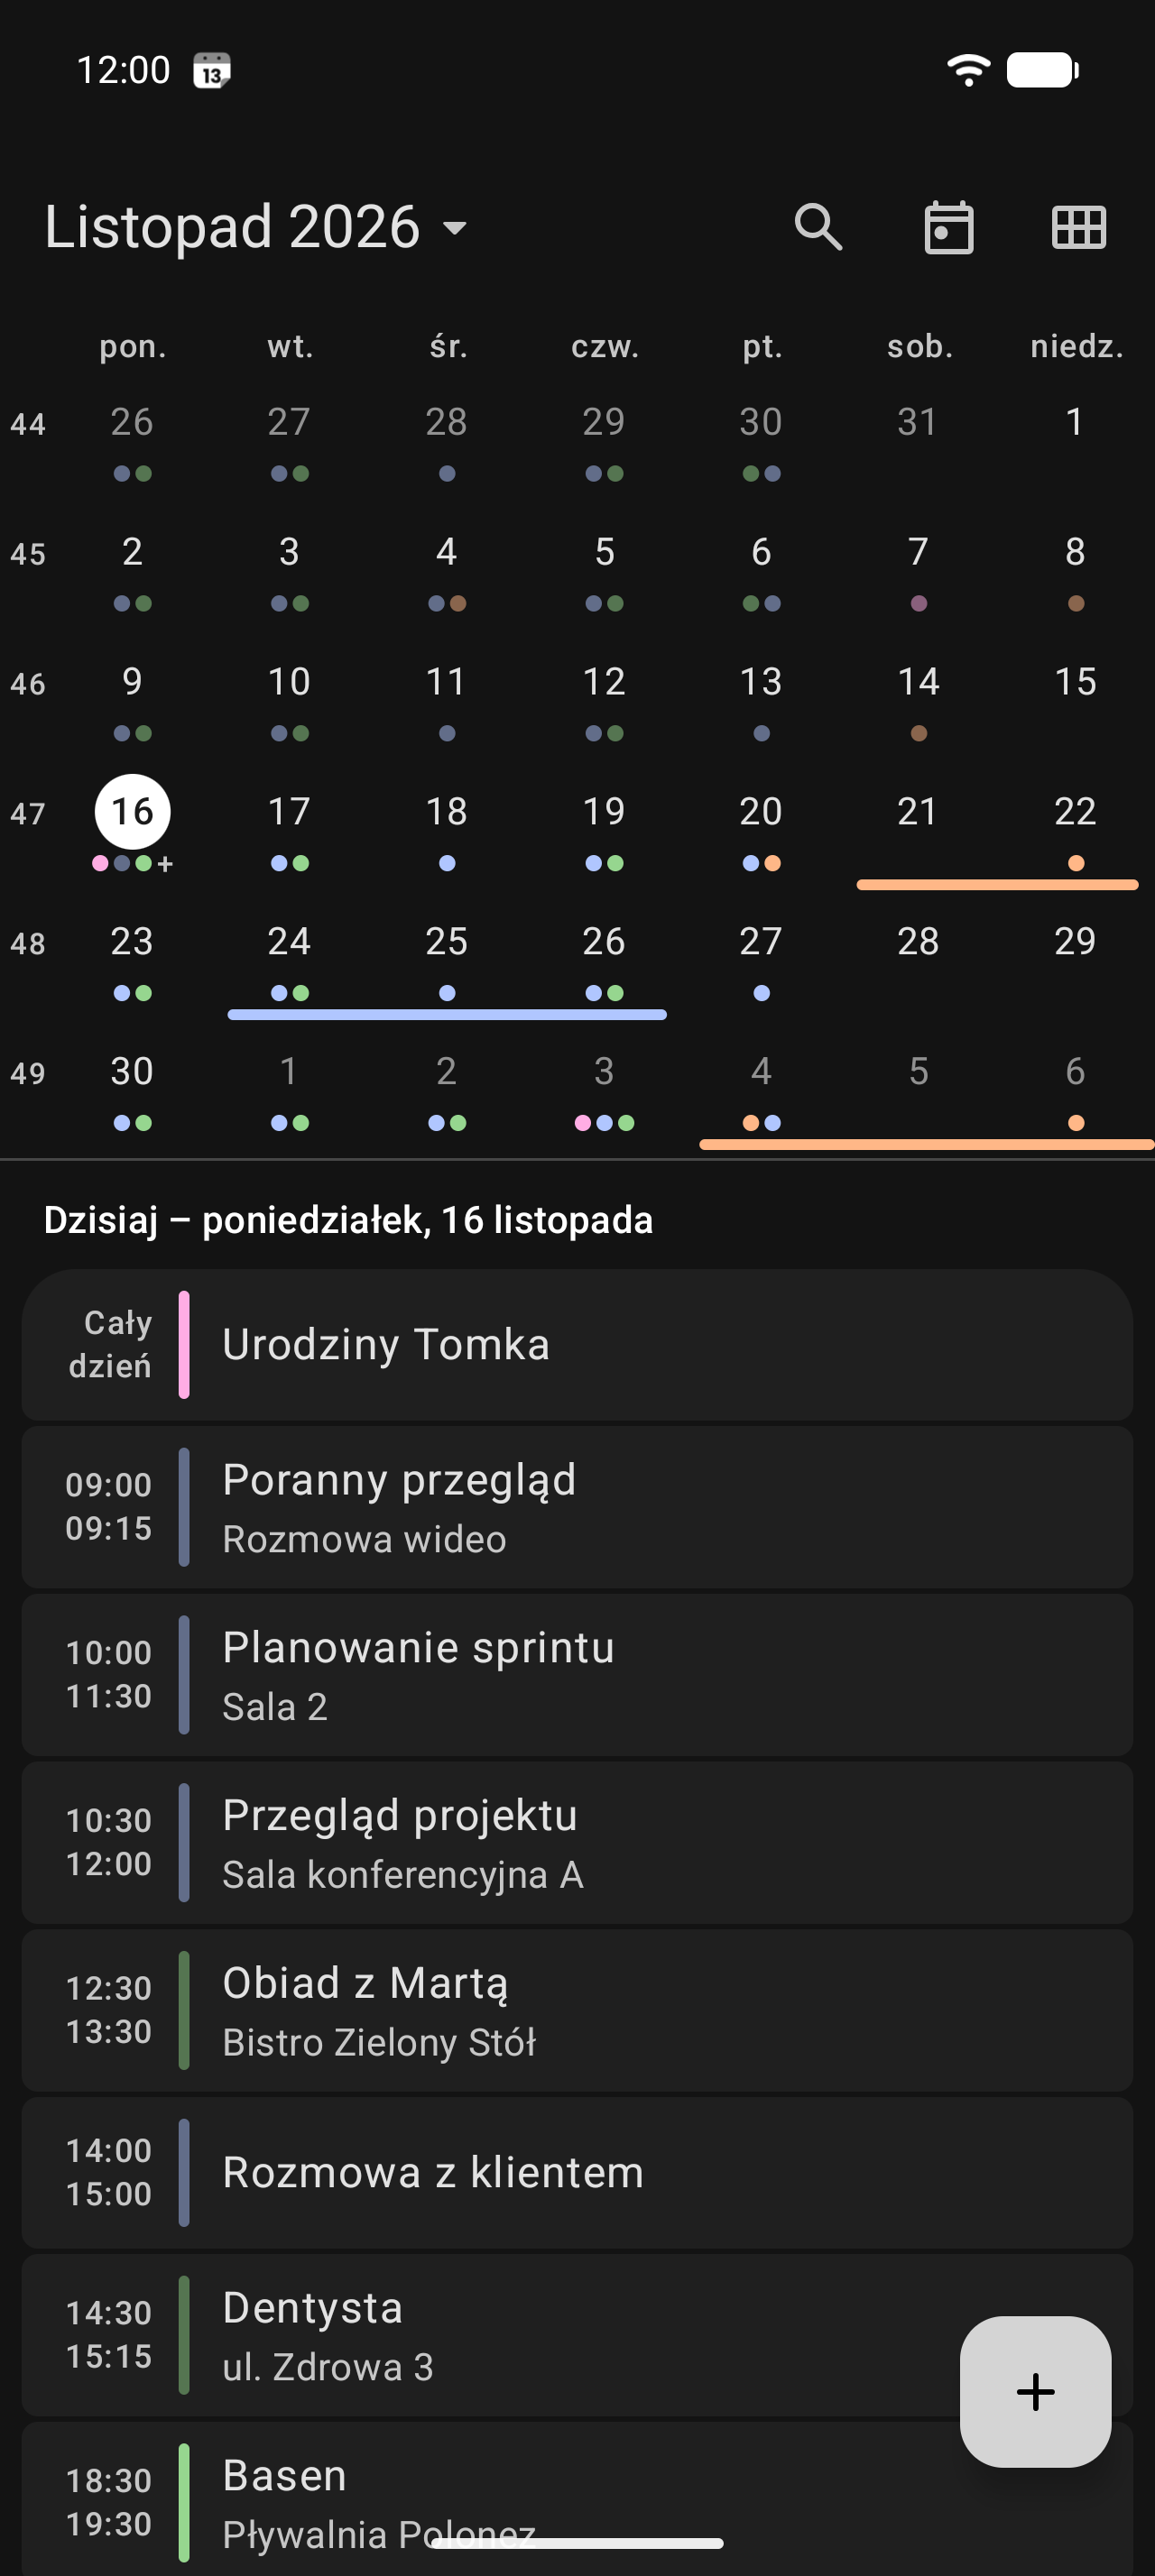 12:00 13
Listopad 2026
pon. wt. śr. czw. pt. sob. niedz.
44 26 27 28 29 30 31 1
45 2 3 4 5 6 7 8
46 9 10 11 12 13 14 15
47 16 17 18 19 20 21 22
+
48 23 24 25 26 27 28 29
49 30 1 2 3 4 5 6
Dzisiaj – poniedziałek, 16 listopada
Cały dzień
Urodziny Tomka
09:00
09:15
Poranny przegląd
Rozmowa wideo
10:00
11:30
Planowanie sprintu
Sala 2
10:30
12:00
Przegląd projektu
Sala konferencyjna A
12:30
13:30
Obiad z Martą
Bistro Zielony Stół
14:00
15:00
Rozmowa z klientem
14:30
15:15
Dentysta
ul. Zdrowa 3
+
18:30
19:30
Basen
Pływalnia Polonez